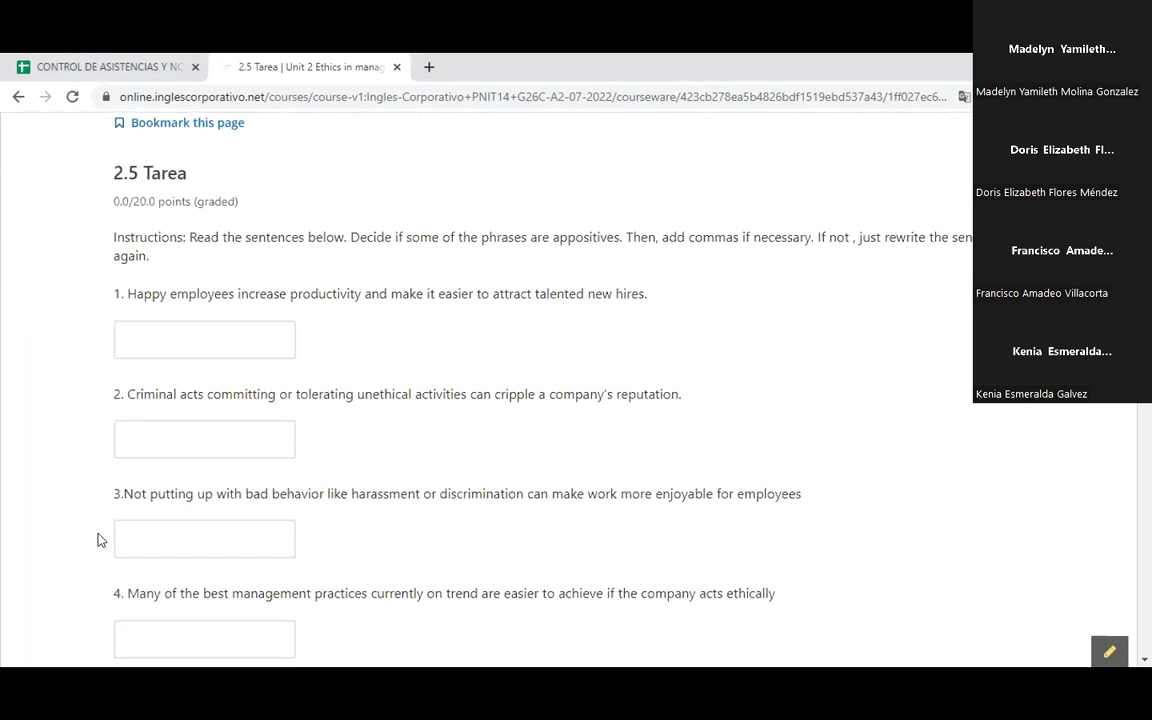 CONTROL DE ASISTENCIAS Y NO
2.5 Tarea | Unit 2 Ethics in manag
online.inglescorporativo.net/courses/course-v1:Ingles-Corporativo+PNIT14+G26C-A2-07-2022/courseware/423cb278ea5b4826bdf1519ebd537a43/1ff027ec6...
Bookmark this page
2.5 Tarea
0.0/20.0 points (graded)
Instructions: Read the sentences below. Decide if some of the phrases are appositives. Then, add commas if necessary. If not , just rewrite the sen
again.
1. Happy employees increase productivity and make it easier to attract talented new hires.
2. Criminal acts committing or tolerating unethical activities can cripple a company's reputation.
3.Not putting up with bad behavior like harassment or discrimination can make work more enjoyable for employees
4. Many of the best management practices currently on trend are easier to achieve if the company acts ethically
Madelyn Yamileth...
Madelyn Yamileth Molina Gonzalez
Doris Elizabeth Fl...
Doris Elizabeth Flores Méndez
Francisco Amade...
Francisco Amadeo Villacorta
Kenia Esmeralda...
Kenia Esmeralda Galvez